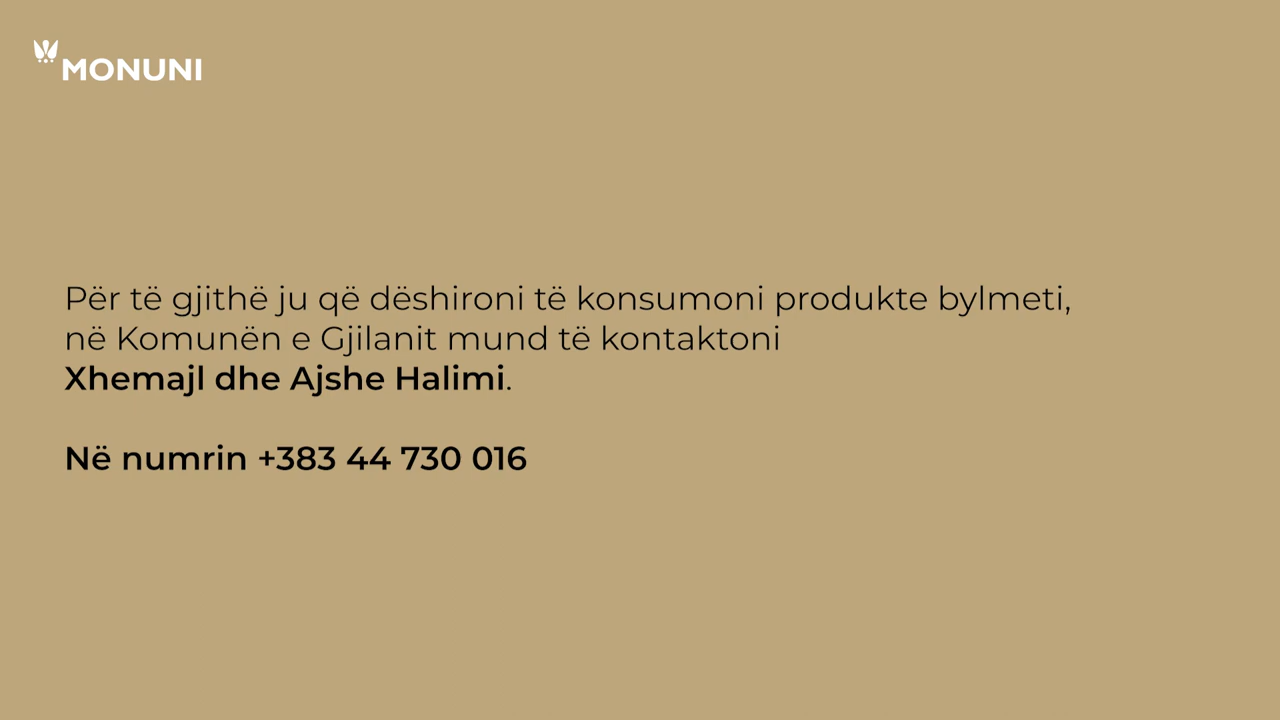 MONUNI
Për të gjithë ju që dëshironi të konsumoni produkte bylmeti,
në Komunën e Gjilanit mund të kontaktoni
Xhemajl dhe Ajshe Halimi.
Në numrin +383 44 730 016